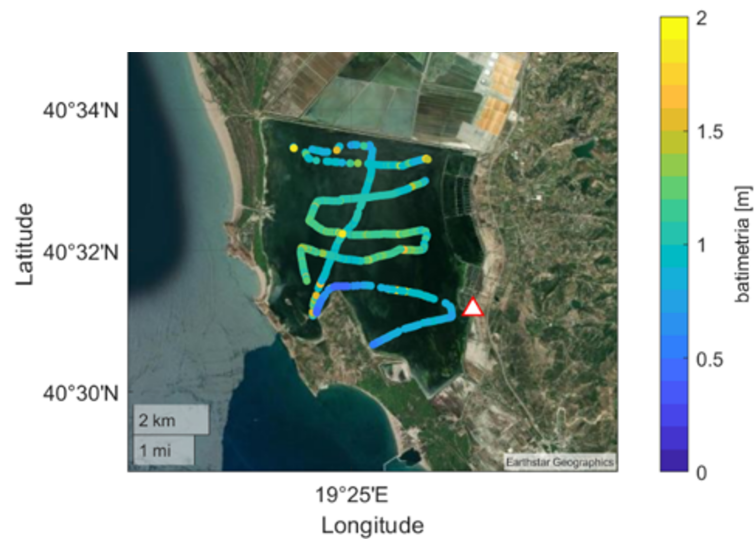 2
40°34'N
1.5
Latitude
40°32'N
1
batimetria [m]
0.5
40°30'N
2 km
1 mi
Earthstar Geographics
0
19°25'E
Longitude